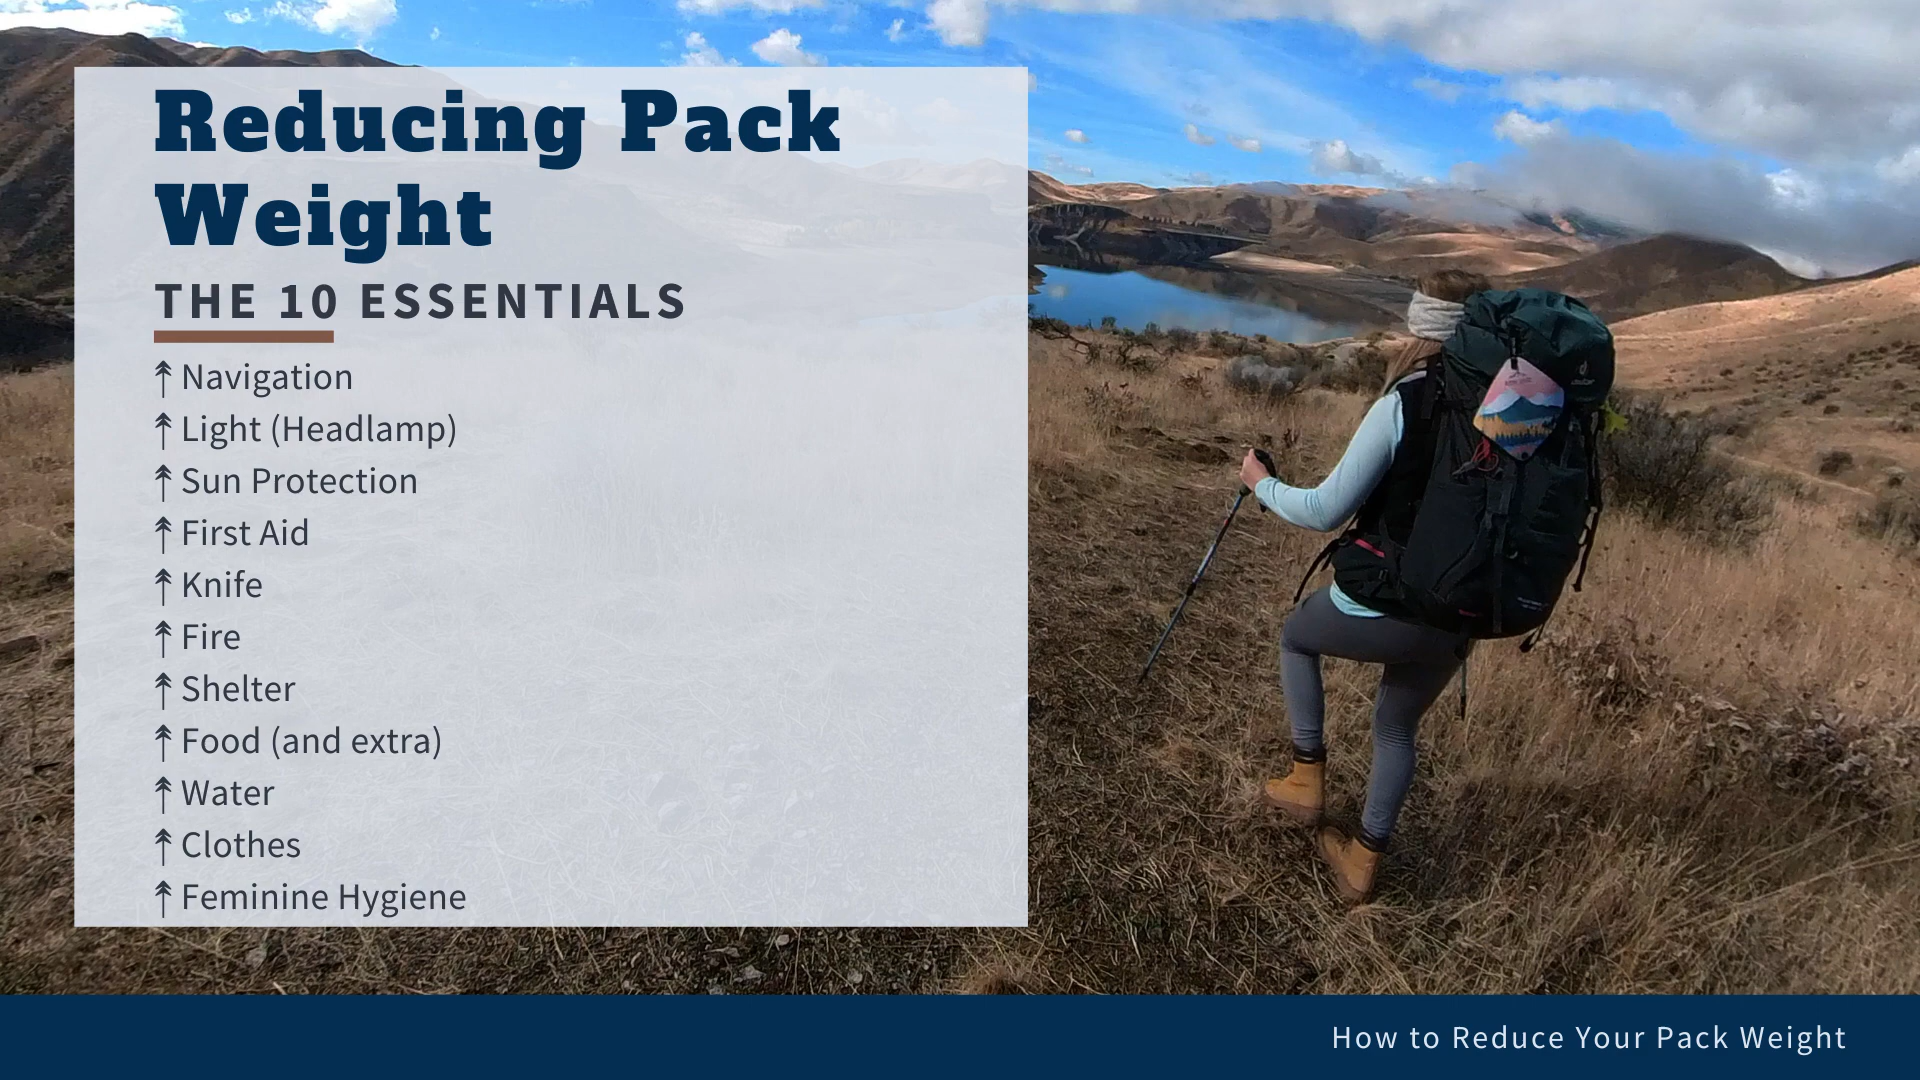 Reducing Pack
Weight
THE 10 ESSENTIALS
Navigation
Light (Headlamp)
Sun Protection
First Aid
Knife
Fire
Shelter
Food (and extra)
Water
Clothes
Feminine Hygiene
How to Reduce Your Pack Weight